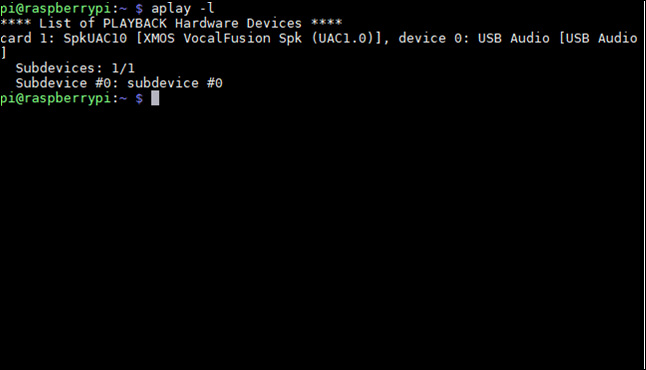 pi@raspberrypi:~ $ aplay -l
**** List of PLAYBACK Hardware Devices ****
card 1: SpkUAC10 [XMOS VocalFusion Spk (UAC1.0)], device 0: USB Audio [USB Audio
]
  Subdevices: 1/1
  Subdevice #0: subdevice #0
pi@raspberrypi:~ $